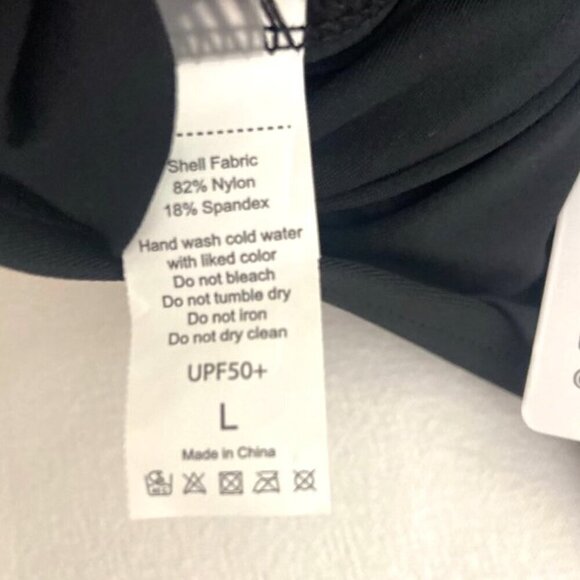 Shell Fabric
82% Nylon
18% Spandex
Hand wash cold water
with liked color
Do not bleach
Do not tumble dry
Do not iron
Do not dry clean
UPF50+
L
Made in China